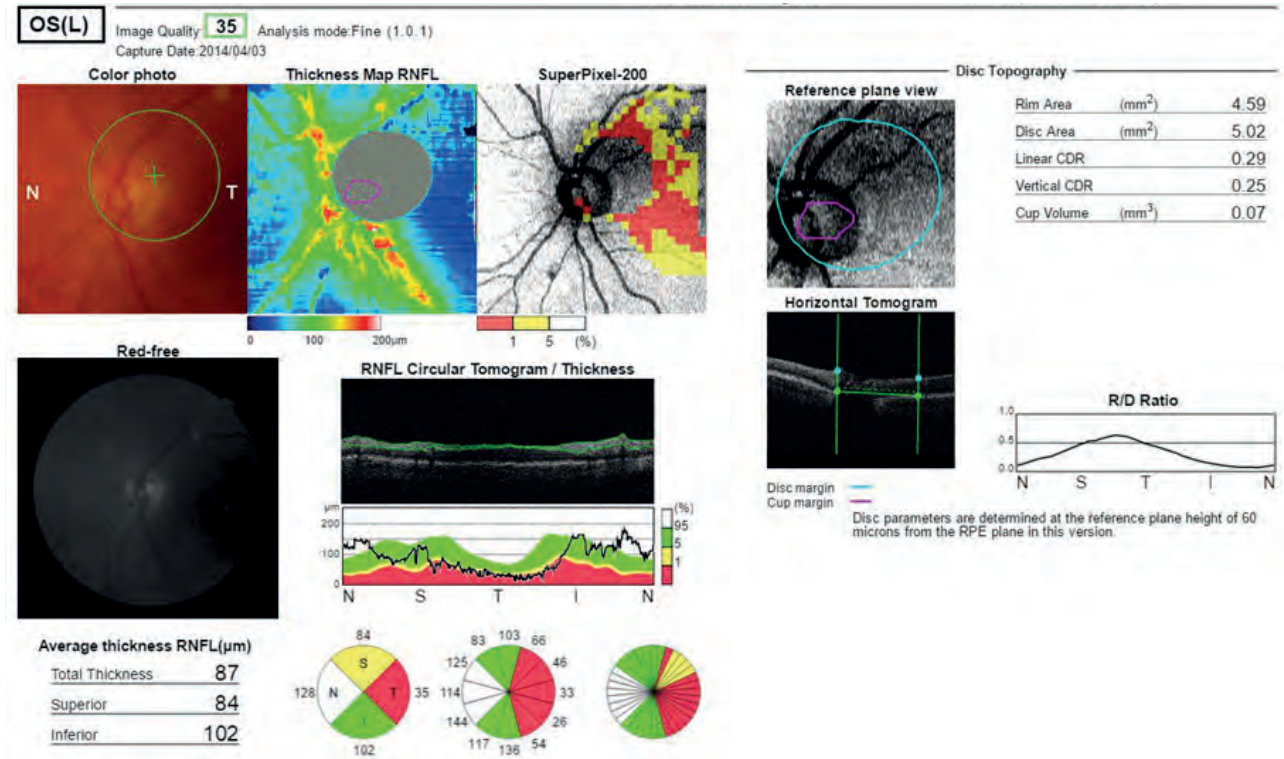 OS(L)
Image Quality: 35 Analysis mode:Fine (1.0.1)
Capture Date:2014/04/03
Color photo
Thickness Map RNFL
SuperPixel-200
N
T
0 100 200μm
1 5 (%)
Red-free
RNFL Circular Tomogram / Thickness
μm
200
100
0
(%)
95
5
1
N S T I N
Average thickness RNFL(μm)
Total Thickness 87
Superior 84
Inferior 102
84
S
128 N T 35
I
102
83 103 66
125 46
114 33
144 26
117 136 54
Disc Topography
Reference plane view
Rim Area (mm²) 4.59
Disc Area (mm²) 5.02
Linear CDR 0.29
Vertical CDR 0.25
Cup Volume (mm³) 0.07
Horizontal Tomogram
Disc margin
Cup margin
R/D Ratio
1.0
0.5
0.0
N S T I N
Disc parameters are determined at the reference plane height of 60
microns from the RPE plane in this version.